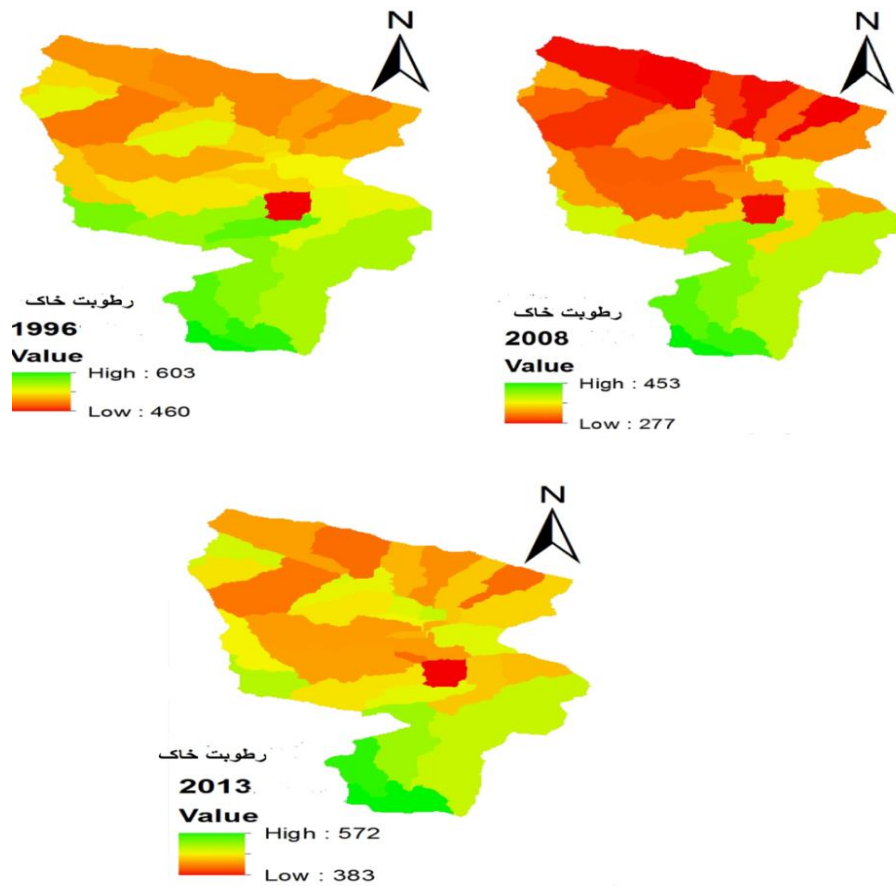 N
رطوبت خاک
1996
Value
High : 603
Low : 460
N
رطوبت خاک
2008
Value
High : 453
Low : 277
N
رطوبت خاک
2013
Value
High : 572
Low : 383